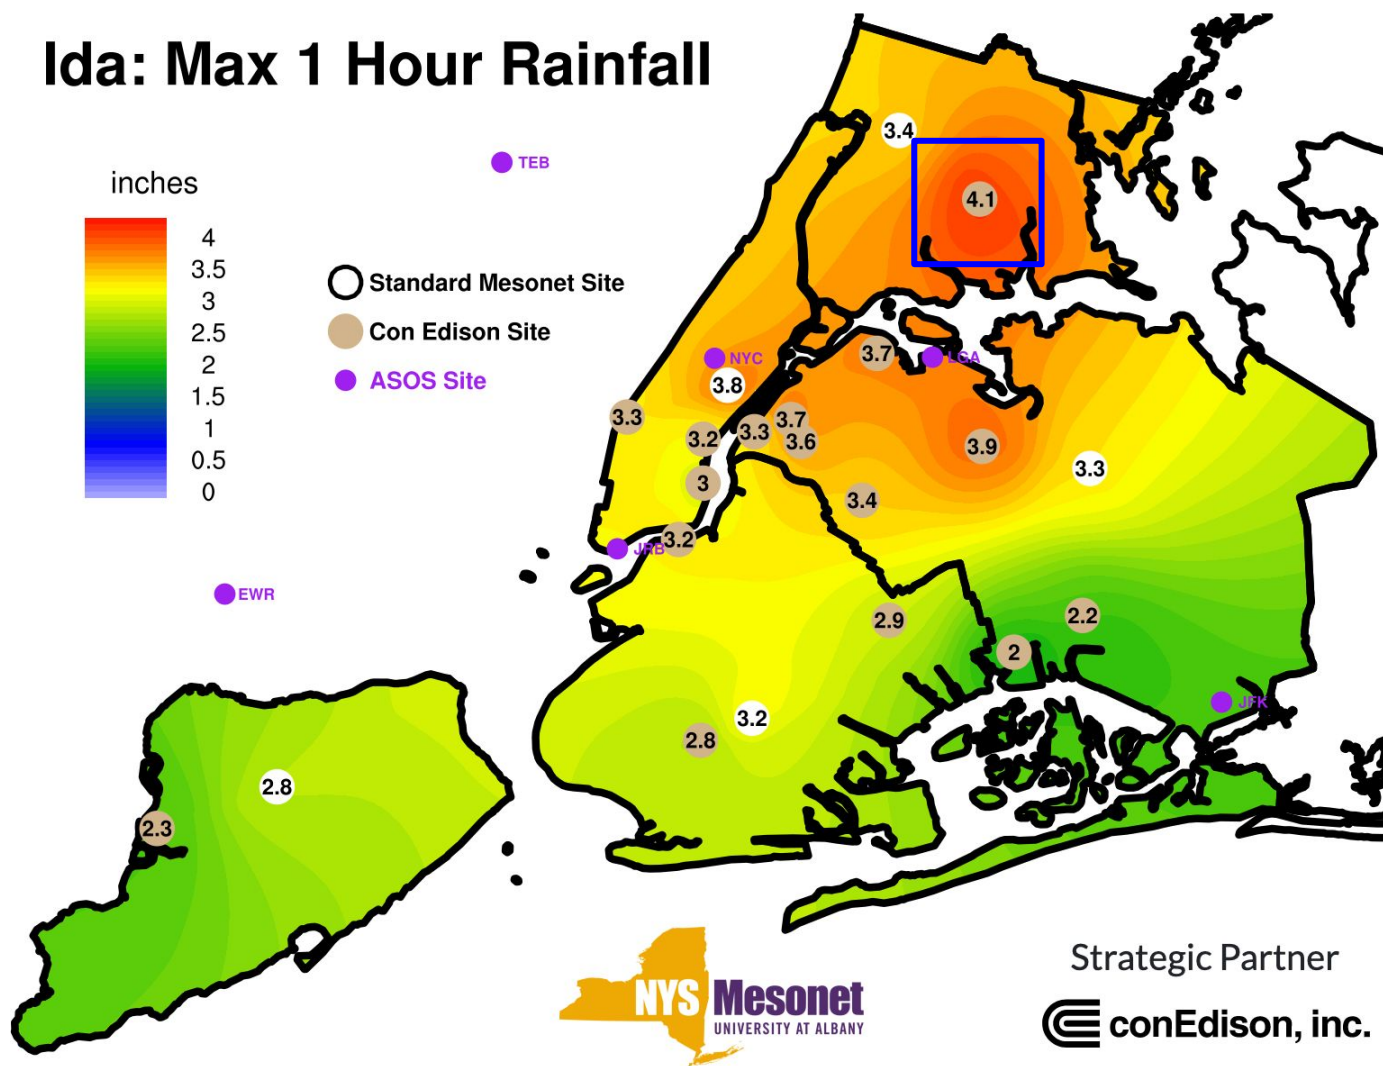 Ida: Max 1 Hour Rainfall
inches
4
3.5
3
2.5
2
1.5
1
0.5
0
TEB
Standard Mesonet Site
Con Edison Site
ASOS Site
EWR
3.4
4.1
NYC
3.8
3.7
LGA
3.3
3.2
3.3
3.7
3.6
3.9
3.3
3
3.4
JRB
3.2
2.9
2.2
2
JFK
3.2
2.8
2.8
2.3
NYS Mesonet
UNIVERSITY AT ALBANY
Strategic Partner
conEdison, inc.